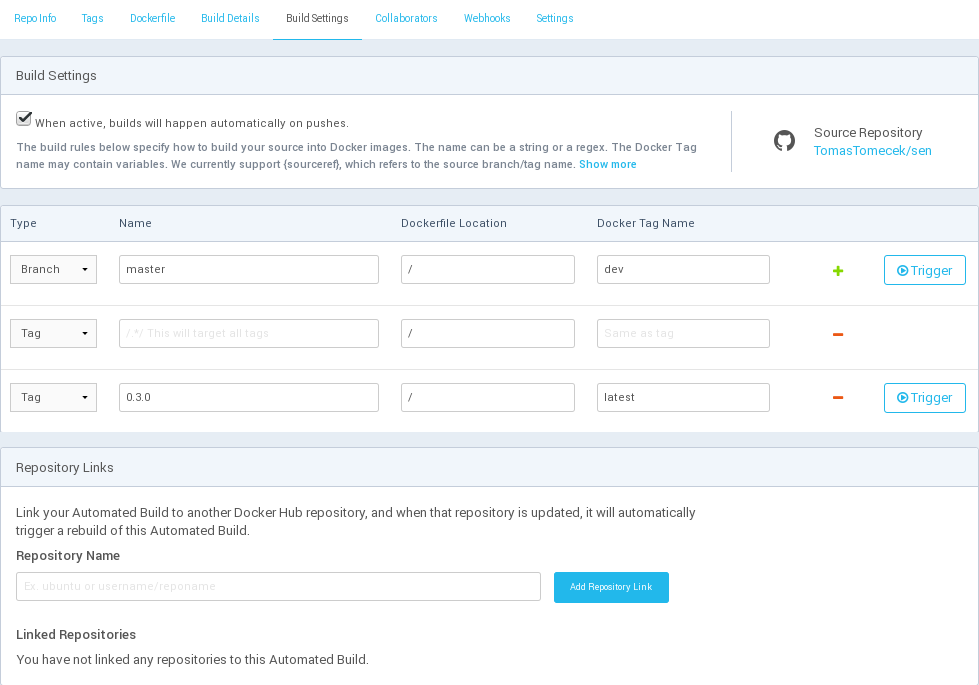 Repo Info Tags Dockerfile Build Details Build Settings Collaborators Webhooks Settings
Build Settings
When active, builds will happen automatically on pushes.
The build rules below specify how to build your source into Docker images. The name can be a string or a regex. The Docker Tag
name may contain variables. We currently support {sourceref}, which refers to the source branch/tag name. Show more
Source Repository
TomasTomecek/sen
Type Name Dockerfile Location Docker Tag Name
Branch master / dev Trigger
Tag /.*/ This will target all tags / Same as tag
Tag 0.3.0 / latest Trigger
Repository Links
Link your Automated Build to another Docker Hub repository, and when that repository is updated, it will automatically
trigger a rebuild of this Automated Build.
Repository Name
Ex. ubuntu or username/reponame Add Repository Link
Linked Repositories
You have not linked any repositories to this Automated Build.